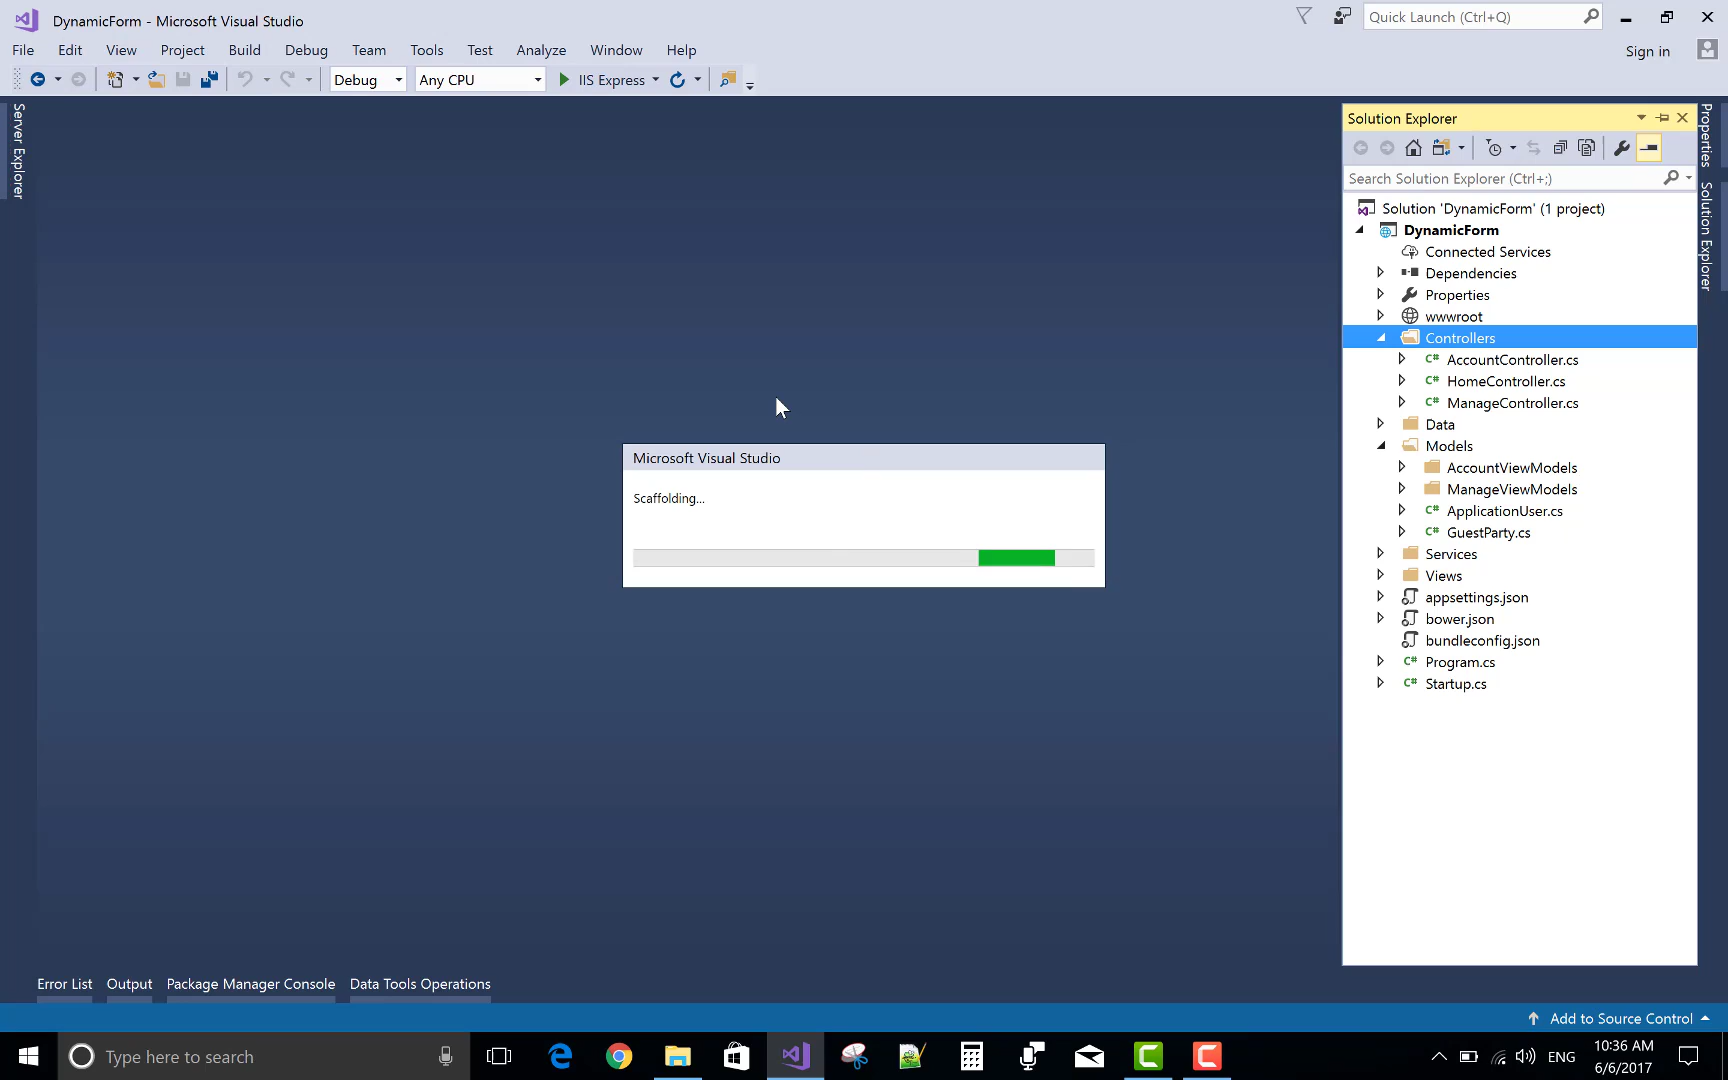 DynamicForm - Microsoft Visual Studio
Quick Launch (Ctrl+Q)
File Edit View Project Build Debug Team Tools Test Analyze Window Help
Sign in
Debug Any CPU IIS Express
Server Explorer
Solution Explorer
Search Solution Explorer (Ctrl+;)
Solution 'DynamicForm' (1 project)
DynamicForm
Connected Services
Dependencies
Properties
wwwroot
Controllers
C# AccountController.cs
C# HomeController.cs
C# ManageController.cs
Data
Models
AccountViewModels
ManageViewModels
C# ApplicationUser.cs
C# GuestParty.cs
Services
Views
appsettings.json
bower.json
bundleconfig.json
C# Program.cs
C# Startup.cs
Properties
Solution Explorer
Microsoft Visual Studio
Scaffolding...
Error List Output Package Manager Console Data Tools Operations
Add to Source Control
Type here to search
ENG
10:36 AM
6/6/2017